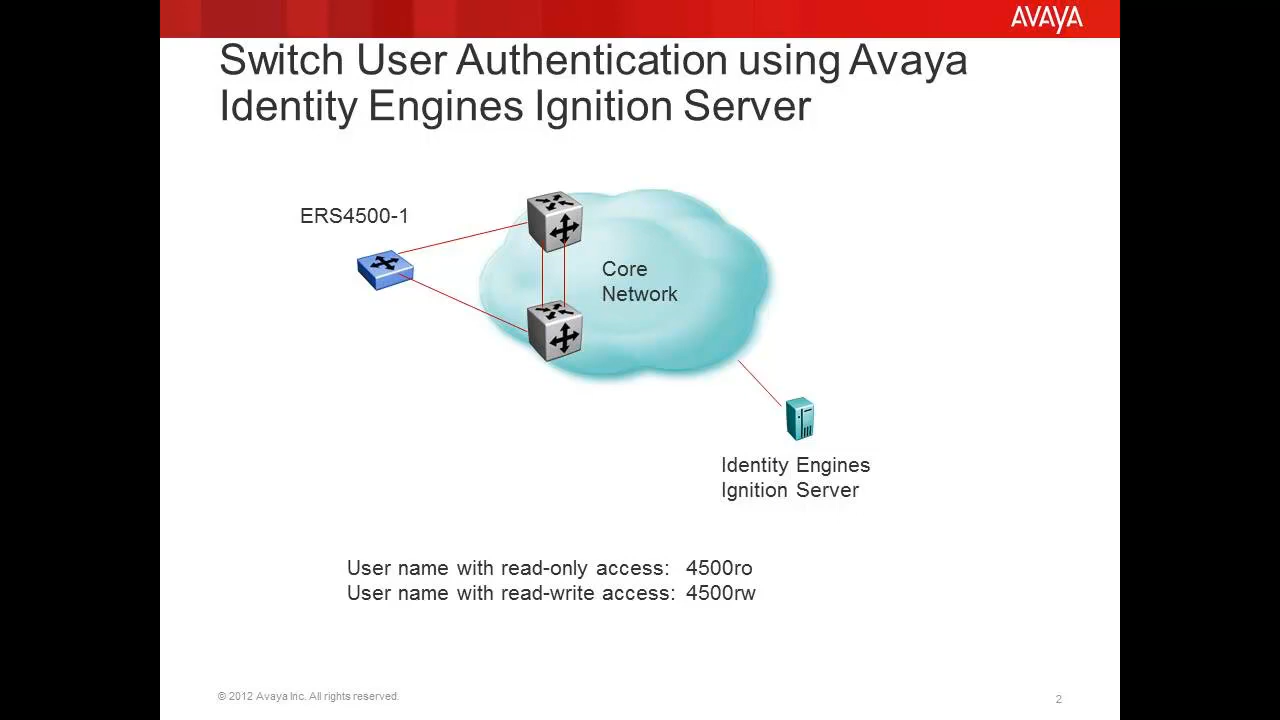 AVAYA
Switch User Authentication using Avaya
Identity Engines Ignition Server
ERS4500-1
Core
Network
Identity Engines
Ignition Server
User name with read-only access: 4500ro
User name with read-write access: 4500rw
© 2012 Avaya Inc. All rights reserved.
2